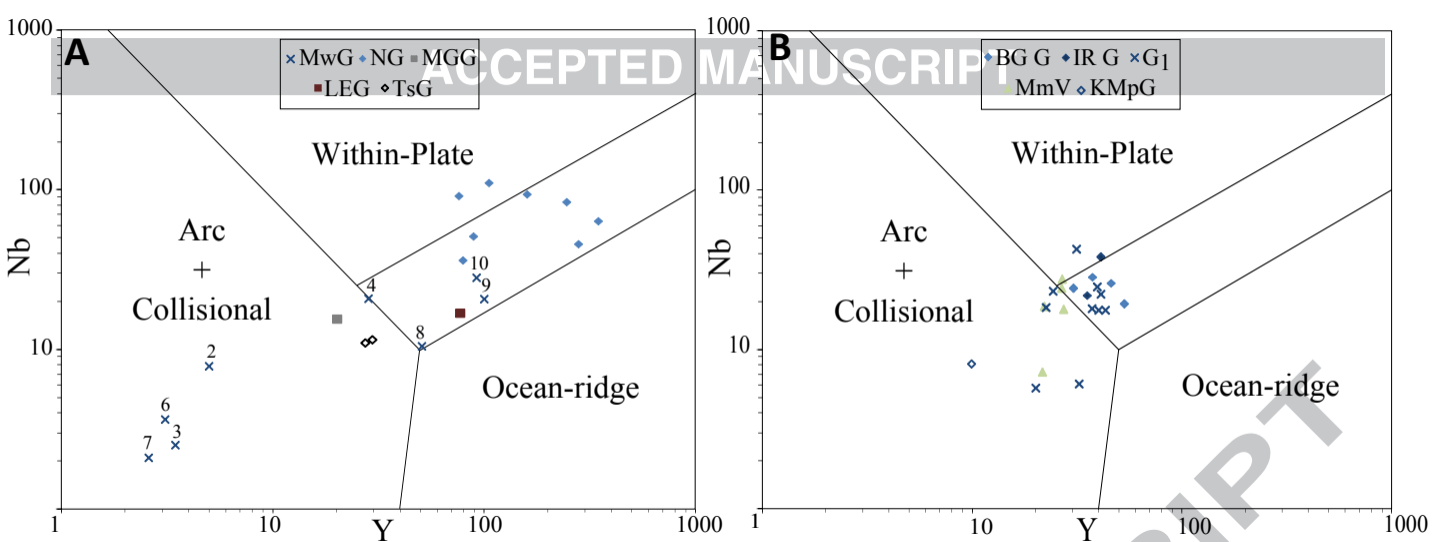 ACCEPTED MANUSCRIPT
A
1000
MwG NG MGG
LEG TsG
Within-Plate
100
Arc
+
Collisional
Nb
10
4
10
9
8
2
6
3
7
Ocean-ridge
1
10
Y
100
1000
B
1000
BG G IR G G1
MmV KMpG
Within-Plate
100
Arc
+
Collisional
Nb
10
Ocean-ridge
1
10
Y
100
1000
RIPT